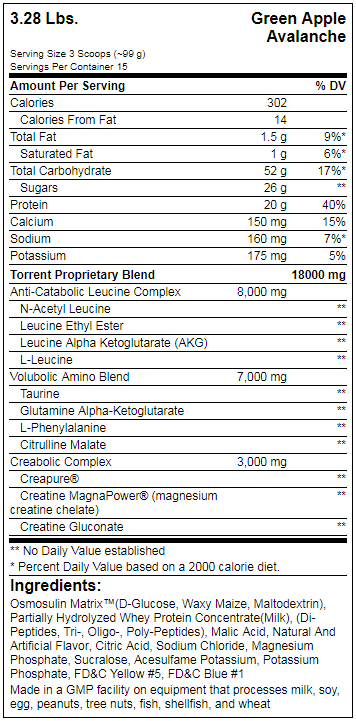 3.28 Lbs. Green Apple
Avalanche
Serving Size 3 Scoops (~99 g)
Servings Per Container 15
Amount Per Serving % DV
Calories 302
Calories From Fat 14
Total Fat 1.5 g 9%*
Saturated Fat 1 g 6%*
Total Carbohydrate 52 g 17%*
Sugars 26 g **
Protein 20 g 40%
Calcium 150 mg 15%
Sodium 160 mg 7%*
Potassium 175 mg 5%
Torrent Proprietary Blend 18000 mg
Anti-Catabolic Leucine Complex 8,000 mg
N-Acetyl Leucine **
Leucine Ethyl Ester **
Leucine Alpha Ketoglutarate (AKG) **
L-Leucine **
Volubolic Amino Blend 7,000 mg
Taurine **
Glutamine Alpha-Ketoglutarate **
L-Phenylalanine **
Citrulline Malate **
Creabolic Complex 3,000 mg
Creapure® **
Creatine MagnaPower® (magnesium **
creatine chelate)
Creatine Gluconate **
** No Daily Value established
* Percent Daily Value based on a 2000 calorie diet.
Ingredients:
Osmosulin Matrix™(D-Glucose, Waxy Maize, Maltodextrin),
Partially Hydrolyzed Whey Protein Concentrate(Milk), (Di-
Peptides, Tri-, Oligo-, Poly-Peptides), Malic Acid, Natural And
Artificial Flavor, Citric Acid, Sodium Chloride, Magnesium
Phosphate, Sucralose, Acesulfame Potassium, Potassium
Phosphate, FD&C Yellow #5, FD&C Blue #1
Made in a GMP facility on equipment that processes milk, soy,
egg, peanuts, tree nuts, fish, shellfish, and wheat